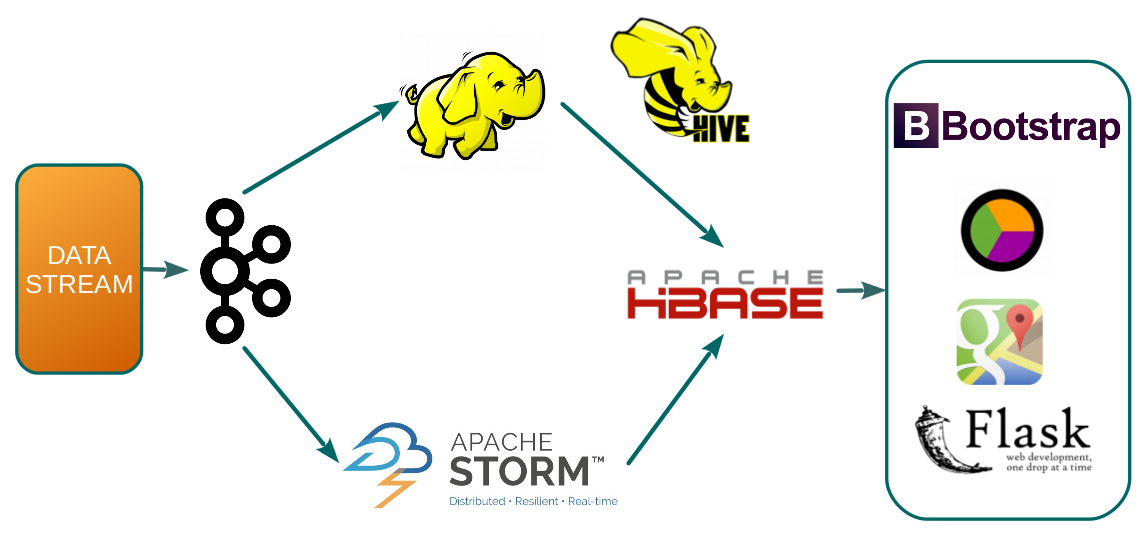 DATA
STREAM
HIVE
APACHE
HBASE
APACHE
STORM™
Distributed • Resilient • Real-time
B Bootstrap
g
Flask
web development,
one drop at a time